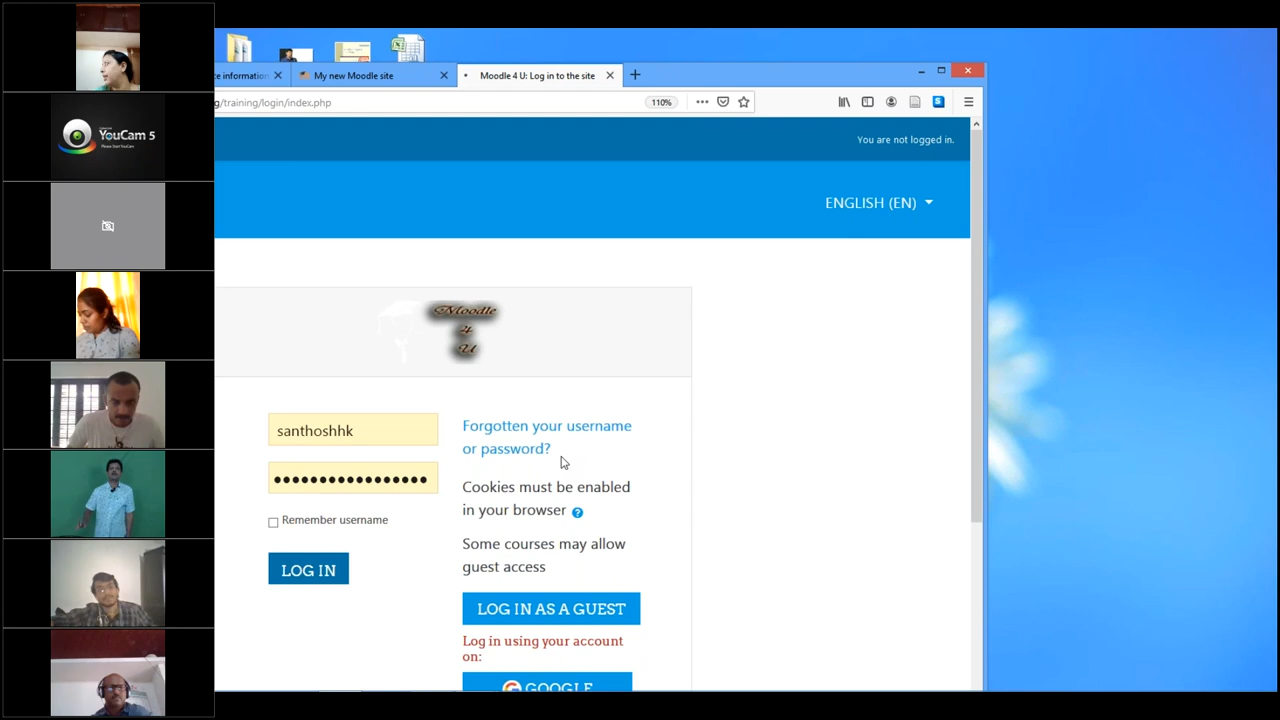 YouCam 5
e information
My new Moodle site
Moodle 4 U: Log in to the site
g/training/login/index.php
110%
You are not logged in.
ENGLISH (EN)
Moodle
4
U
santhoshhk
Forgotten your username
or password?
Cookies must be enabled
in your browser
Remember username
Some courses may allow
guest access
LOG IN
LOG IN AS A GUEST
Log in using your account
on:
GOOGLE